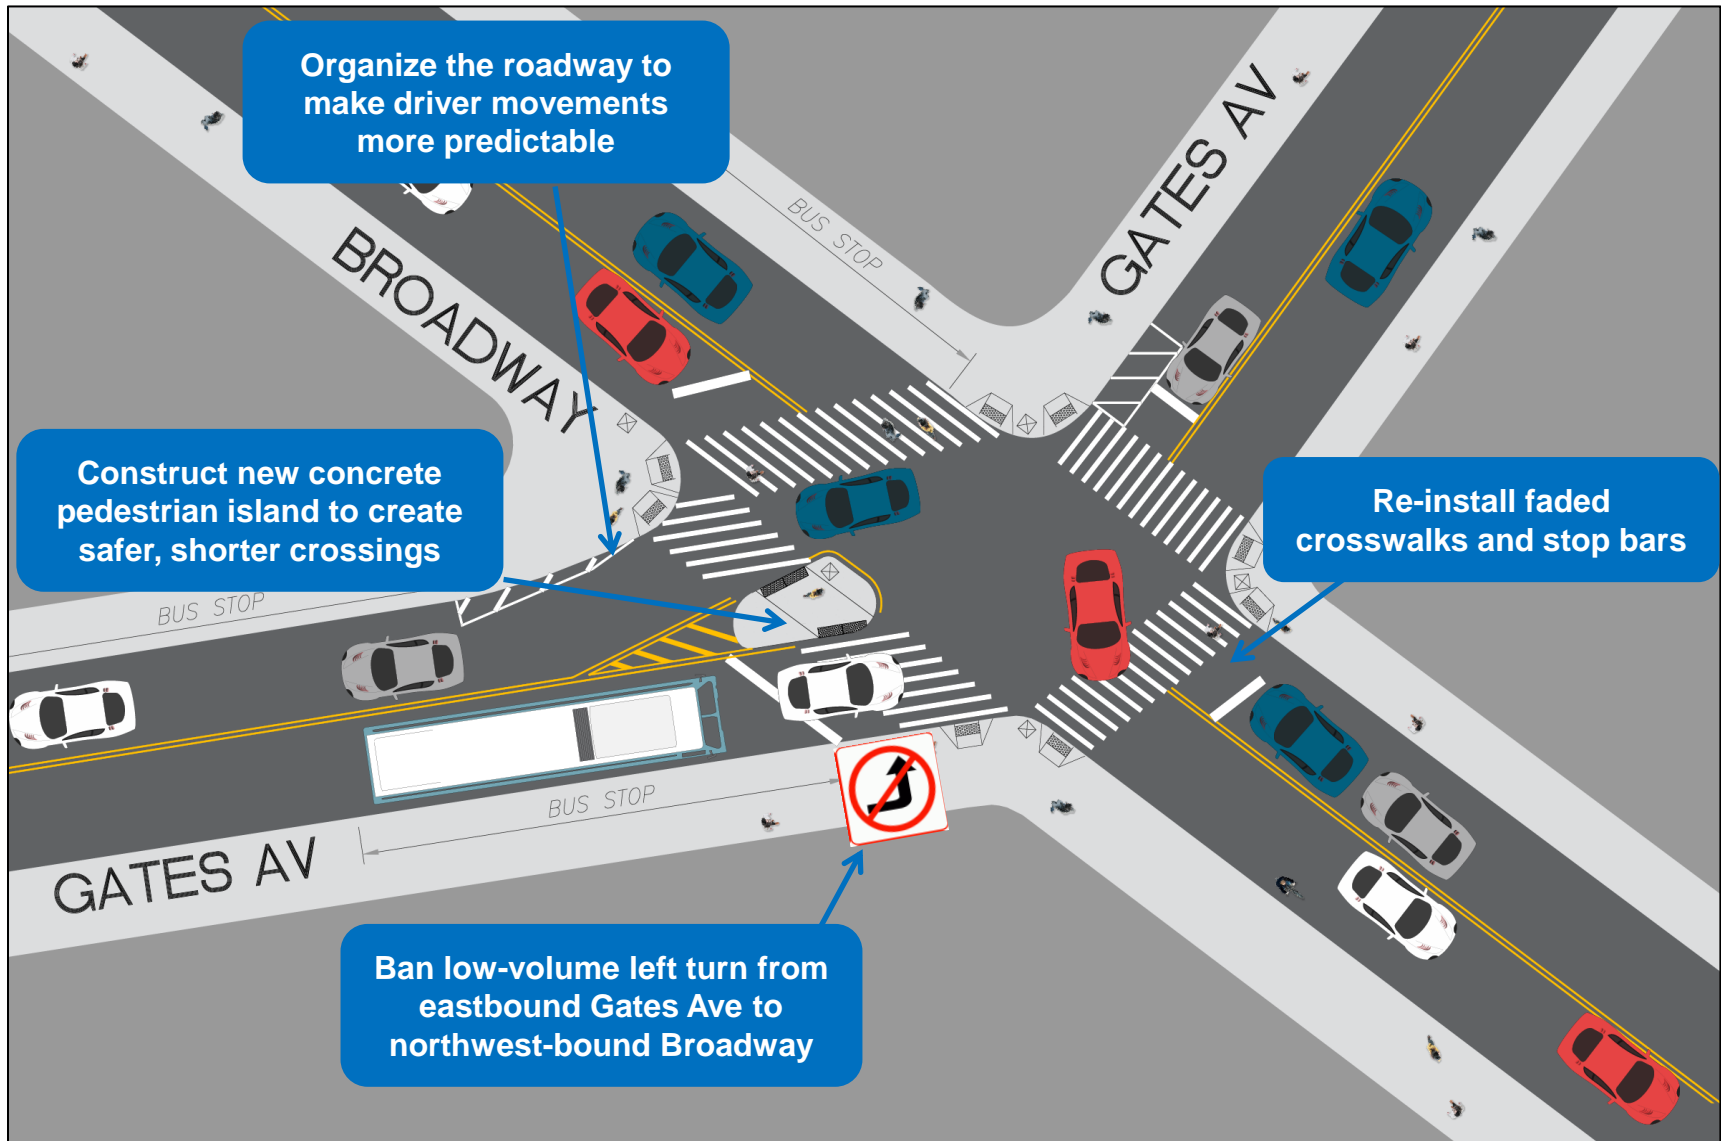 Organize the roadway to
make driver movements
more predictable
GATES AV
BUS STOP
BROADWAY
Construct new concrete
pedestrian island to create
safer, shorter crossings
Re-install faded
crosswalks and stop bars
BUS STOP
BUS STOP
GATES AV
Ban low-volume left turn from
eastbound Gates Ave to
northwest-bound Broadway